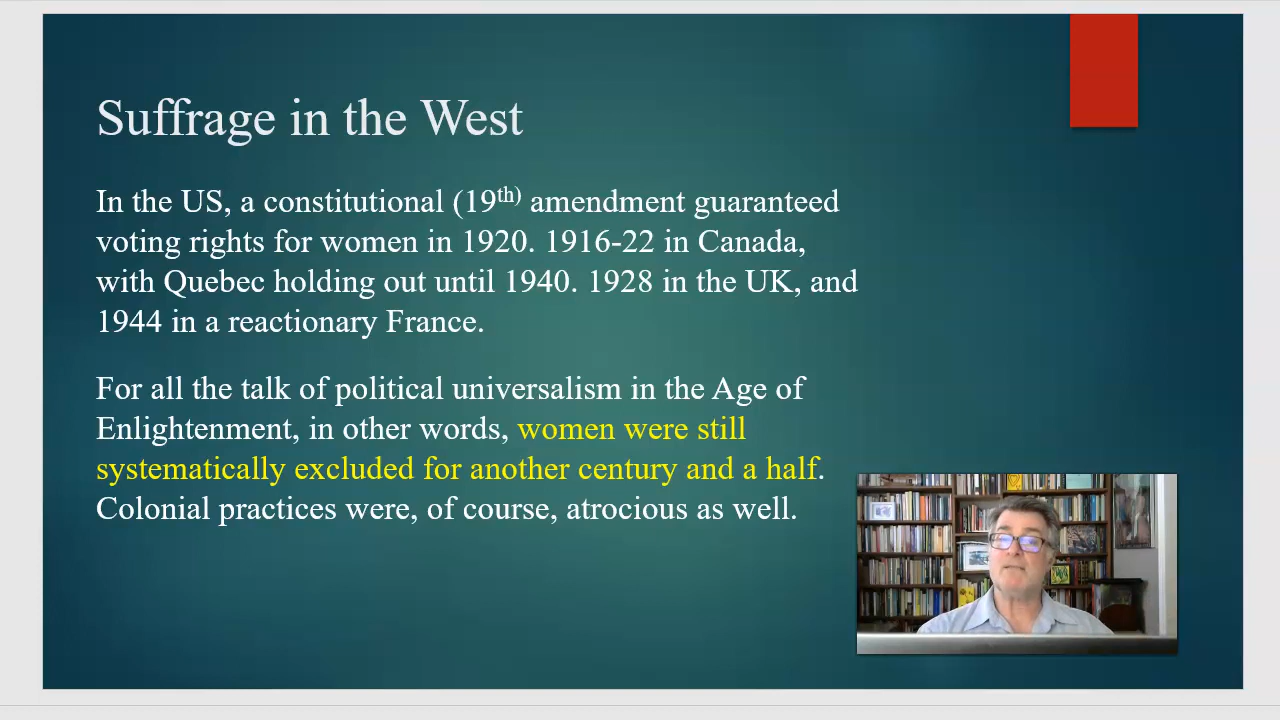 Suffrage in the West
In the US, a constitutional (19th) amendment guaranteed
voting rights for women in 1920. 1916-22 in Canada,
with Quebec holding out until 1940. 1928 in the UK, and
1944 in a reactionary France.
For all the talk of political universalism in the Age of
Enlightenment, in other words, women were still
systematically excluded for another century and a half.
Colonial practices were, of course, atrocious as well.